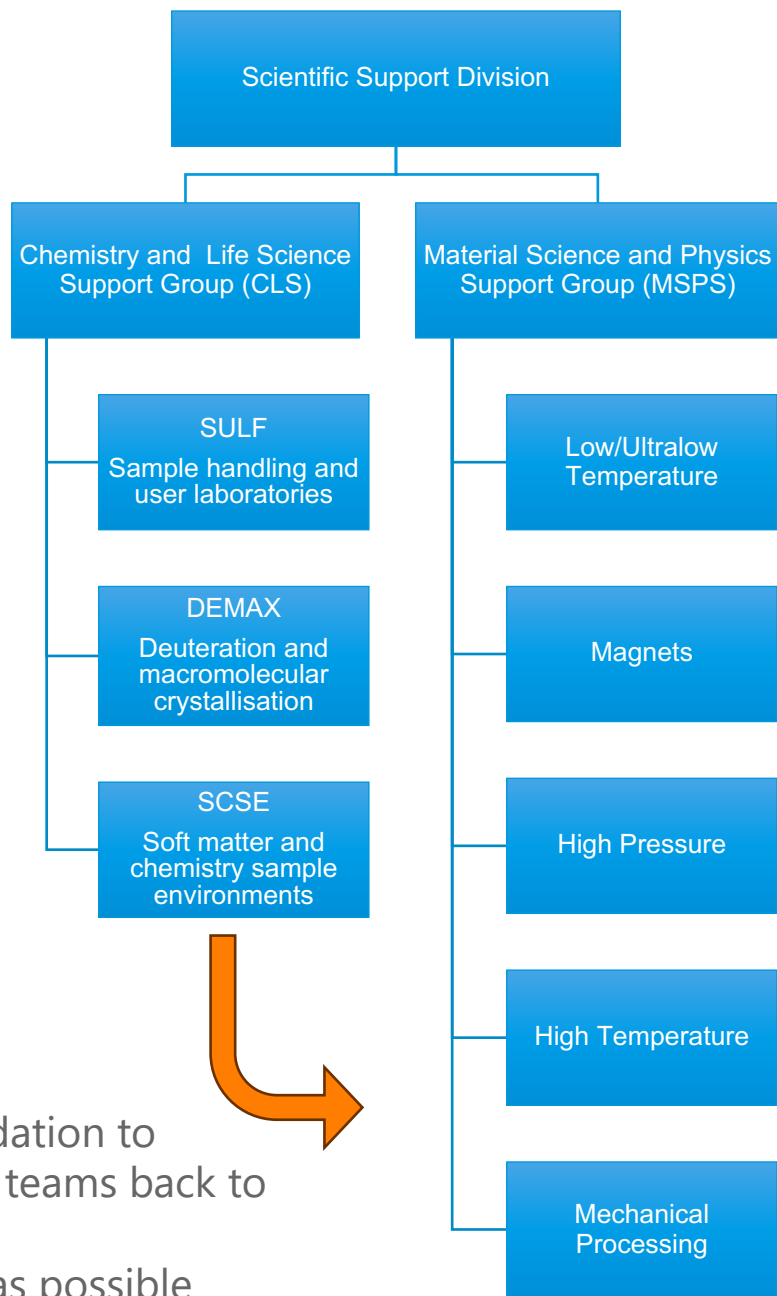 Scientific Support Division
Chemistry and Life Science
Support Group (CLS)
Material Science and Physics
Support Group (MSPS)
SULF
Sample handling and
user laboratories
DEMAX
Deuteration and
macromolecular
crystallisation
SCSE
Soft matter and
chemistry sample
environments
Low/Ultralow
Temperature
Magnets
High Pressure
High Temperature
Mechanical
Processing
dation to
teams back to
as possible